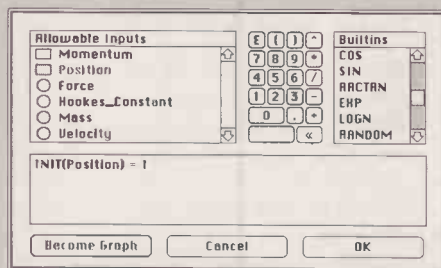 Allowable Inputs
Momentum
Position
Force
Hookes_Constant
Mass
Velocity
E ( ) ^
7 8 9 *
4 5 6 /
1 2 3 -
0 . +
«
Builtins
COS
SIN
ARCTAN
EXP
LOGN
RANDOM
INIT(Position) = 1
Become Graph
Cancel
OK